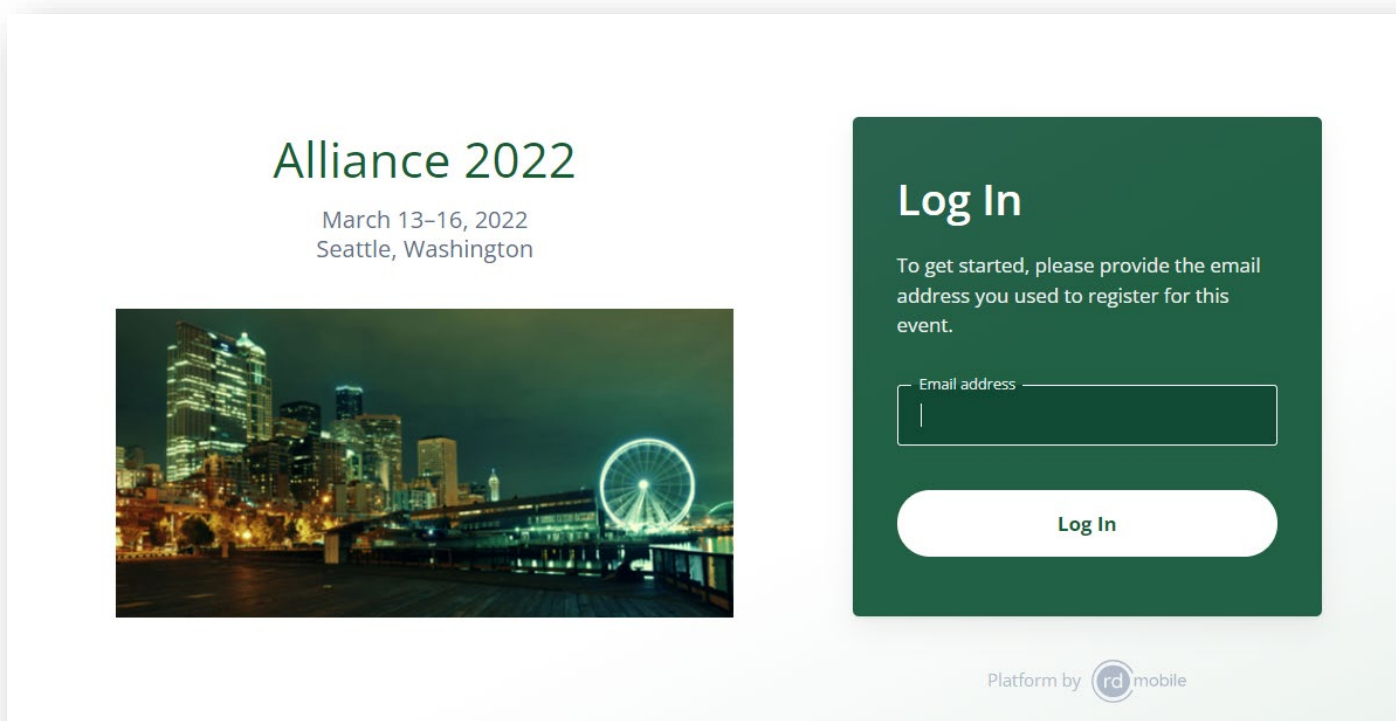 Alliance 2022
March 13–16, 2022
Seattle, Washington
Log In
To get started, please provide the email
address you used to register for this
event.
Email address
Log In
Platform by rd mobile